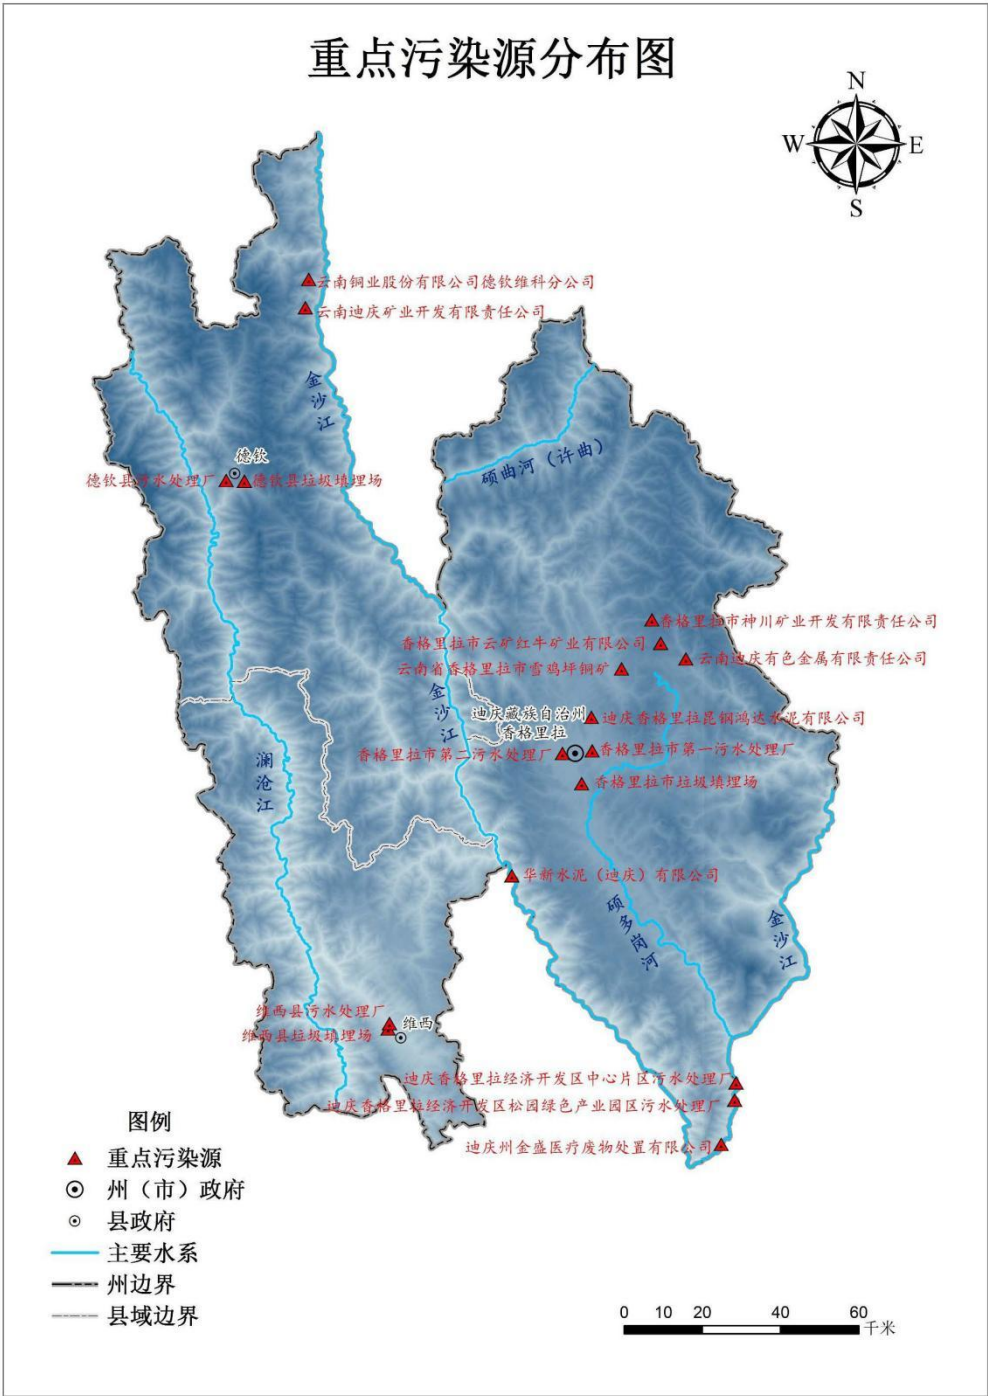 重点污染源分布图
N
W
E
S
云南铜业股份有限公司德钦维科分公司
云南迪庆矿业开发有限责任公司
金沙江
德钦
硕曲河（许曲）
德钦县污水处理厂
德钦县垃圾填埋场
香格里拉市神川矿业开发有限责任公司
香格里拉市云矿红牛矿业有限公司
云南迪庆有色金属有限责任公司
云南省香格里拉市雪鸡坪铜矿
金沙江
迪庆藏族自治州
香格里拉
迪庆香格里拉昆钢鸿达水泥有限公司
香格里拉市第二污水处理厂
香格里拉市第一污水处理厂
澜沧江
香格里拉市垃圾填埋场
华新水泥（迪庆）有限公司
硕多岗河
金沙江
维西县污水处理厂
维西
维西县垃圾填埋场
迪庆香格里拉经济开发区中心片区污水处理厂
迪庆香格里拉经济开发区松园绿色产业园区污水处理厂
迪庆州金盛医疗废物处置有限公司
图例
重点污染源
州（市）政府
县政府
主要水系
州边界
县域边界
0 10 20 40 60
千米